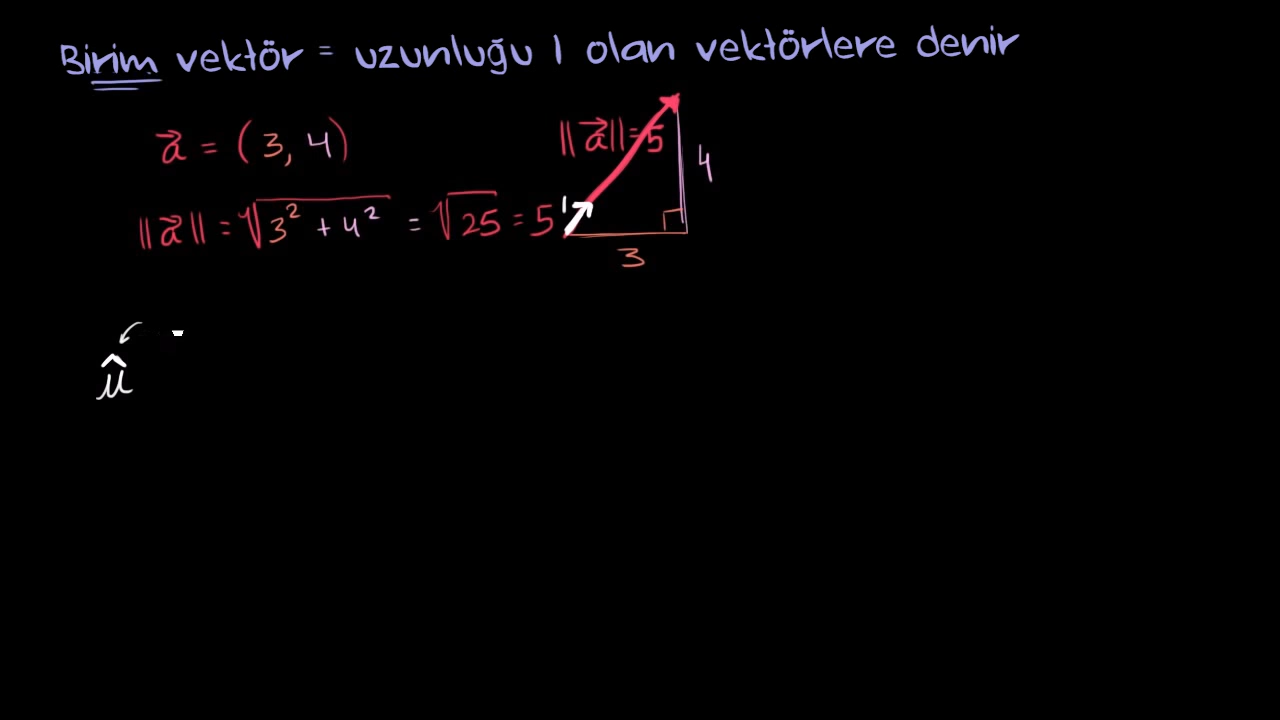 Birim vektör = uzunluğu 1 olan vektörlere denir
a⃗ = (3, 4)
||a⃗|| = 5
4
||a⃗|| = √3² + 4² = √25 = 5
1
3
û